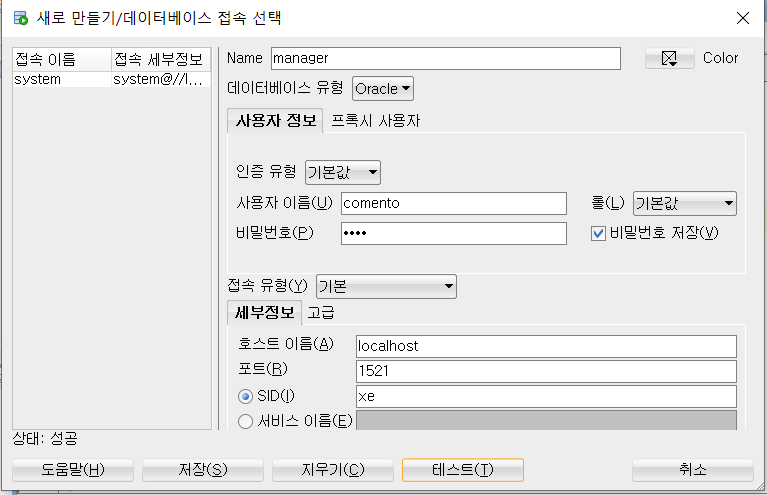 새로 만들기/데이터베이스 접속 선택
접속 이름 접속 세부정보
system system@//l...
Name manager Color
데이터베이스 유형 Oracle
사용자 정보 프록시 사용자
인증 유형 기본값
사용자 이름(U) comento 롤(L) 기본값
비밀번호(P) •••• 비밀번호 저장(V)
접속 유형(Y) 기본
세부정보 고급
호스트 이름(A) localhost
포트(R) 1521
SID(I) xe
서비스 이름(E)
상태: 성공
도움말(H) 저장(S) 지우기(C) 테스트(T) 취소